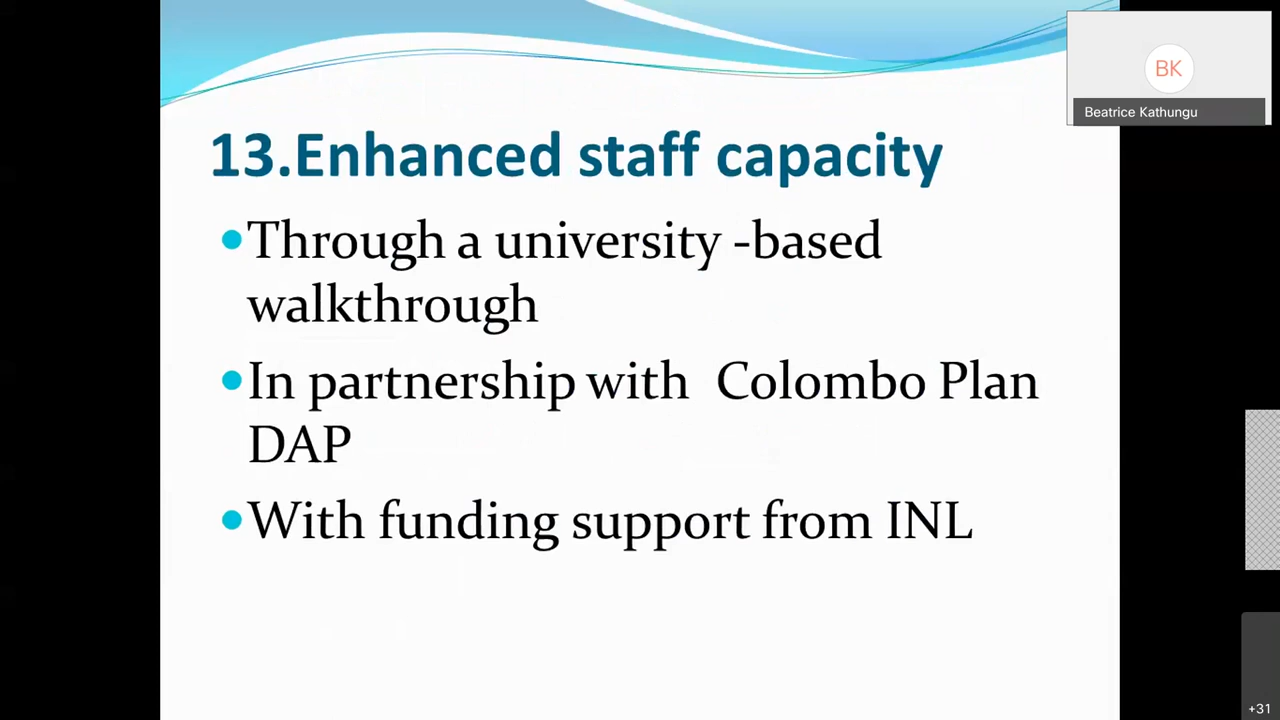 BK
Beatrice Kathungu
13.Enhanced staff capacity
•Through a university -based
walkthrough
•In partnership with Colombo Plan
DAP
•With funding support from INL
+31